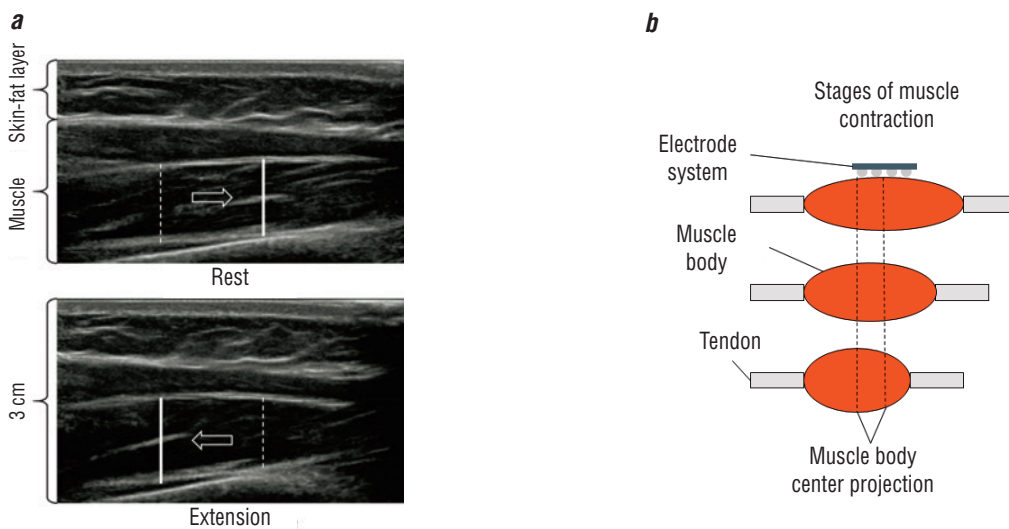 a
Skin-fat layer
Muscle
Rest
3 cm
Extension
b
Stages of muscle
contraction
Electrode
system
Muscle
body
Tendon
Muscle body
center projection